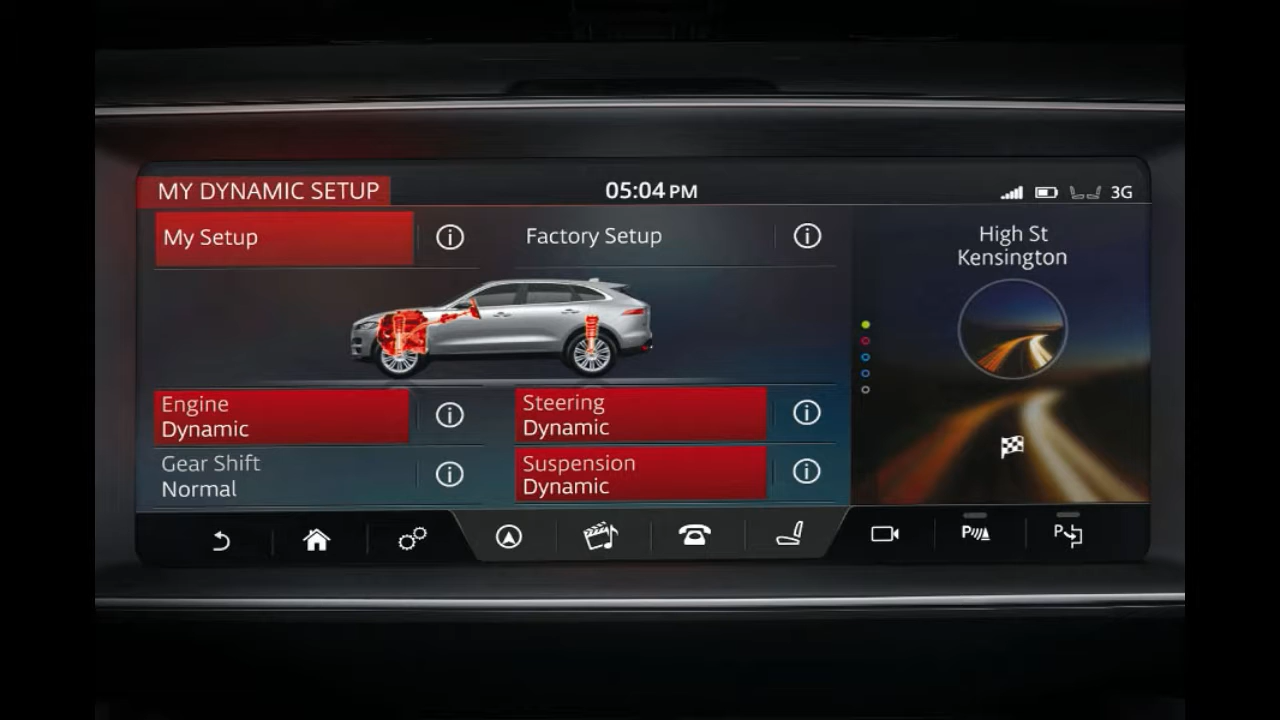 MY DYNAMIC SETUP
05:04 PM
3G
My Setup
Factory Setup
High St
Kensington
Engine
Dynamic
Steering
Dynamic
Gear Shift
Normal
Suspension
Dynamic
P
P